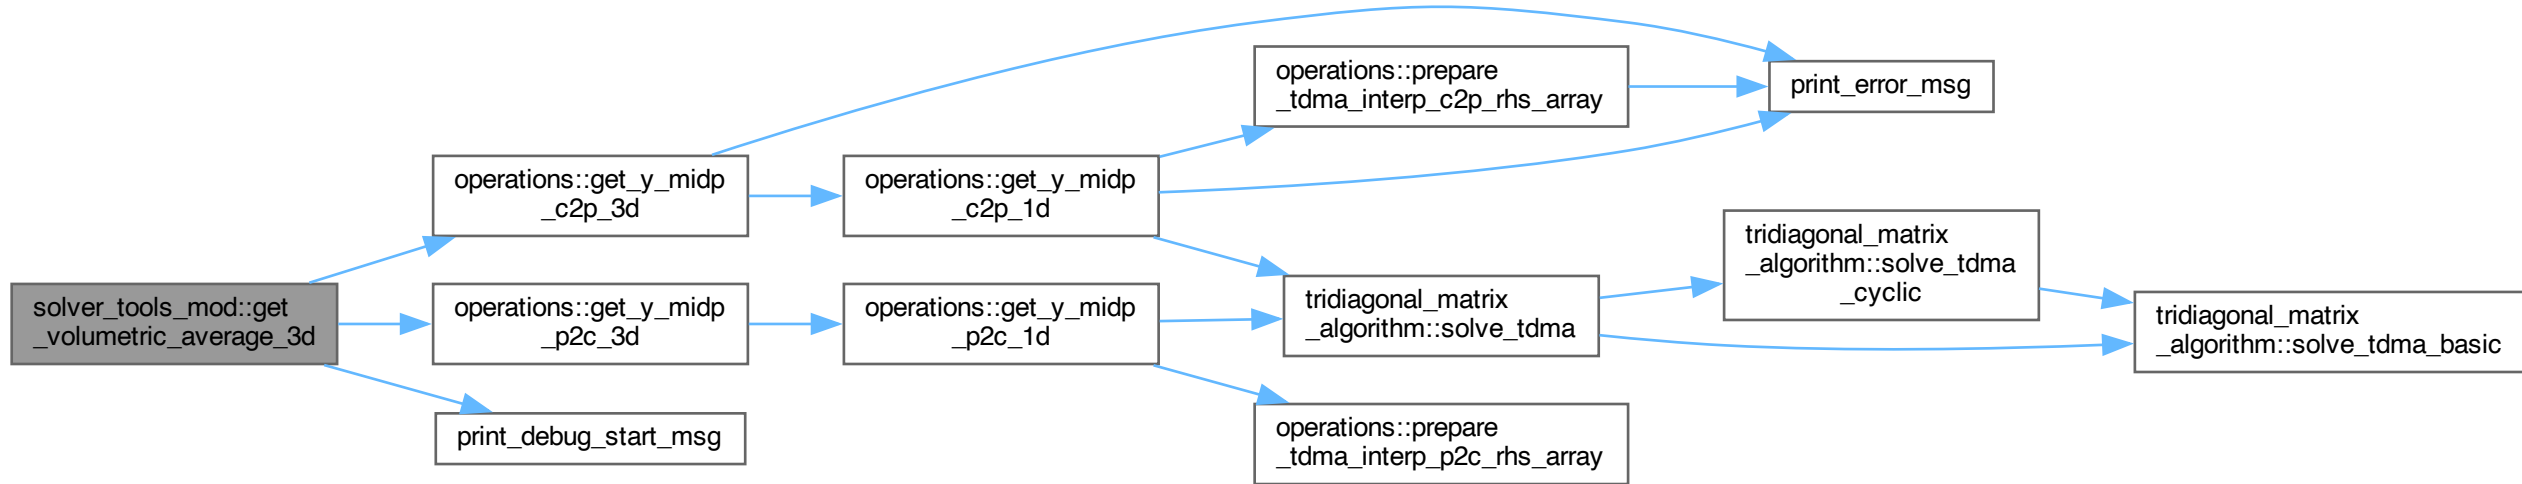 solver_tools_mod::get
_volumetric_average_3d
operations::get_y_midp
_c2p_3d
operations::get_y_midp
_p2c_3d
print_debug_start_msg
operations::get_y_midp
_c2p_1d
operations::get_y_midp
_p2c_1d
operations::prepare
_tdma_interp_c2p_rhs_array
tridiagonal_matrix
_algorithm::solve_tdma
operations::prepare
_tdma_interp_p2c_rhs_array
print_error_msg
tridiagonal_matrix
_algorithm::solve_tdma
_cyclic
tridiagonal_matrix
_algorithm::solve_tdma_basic